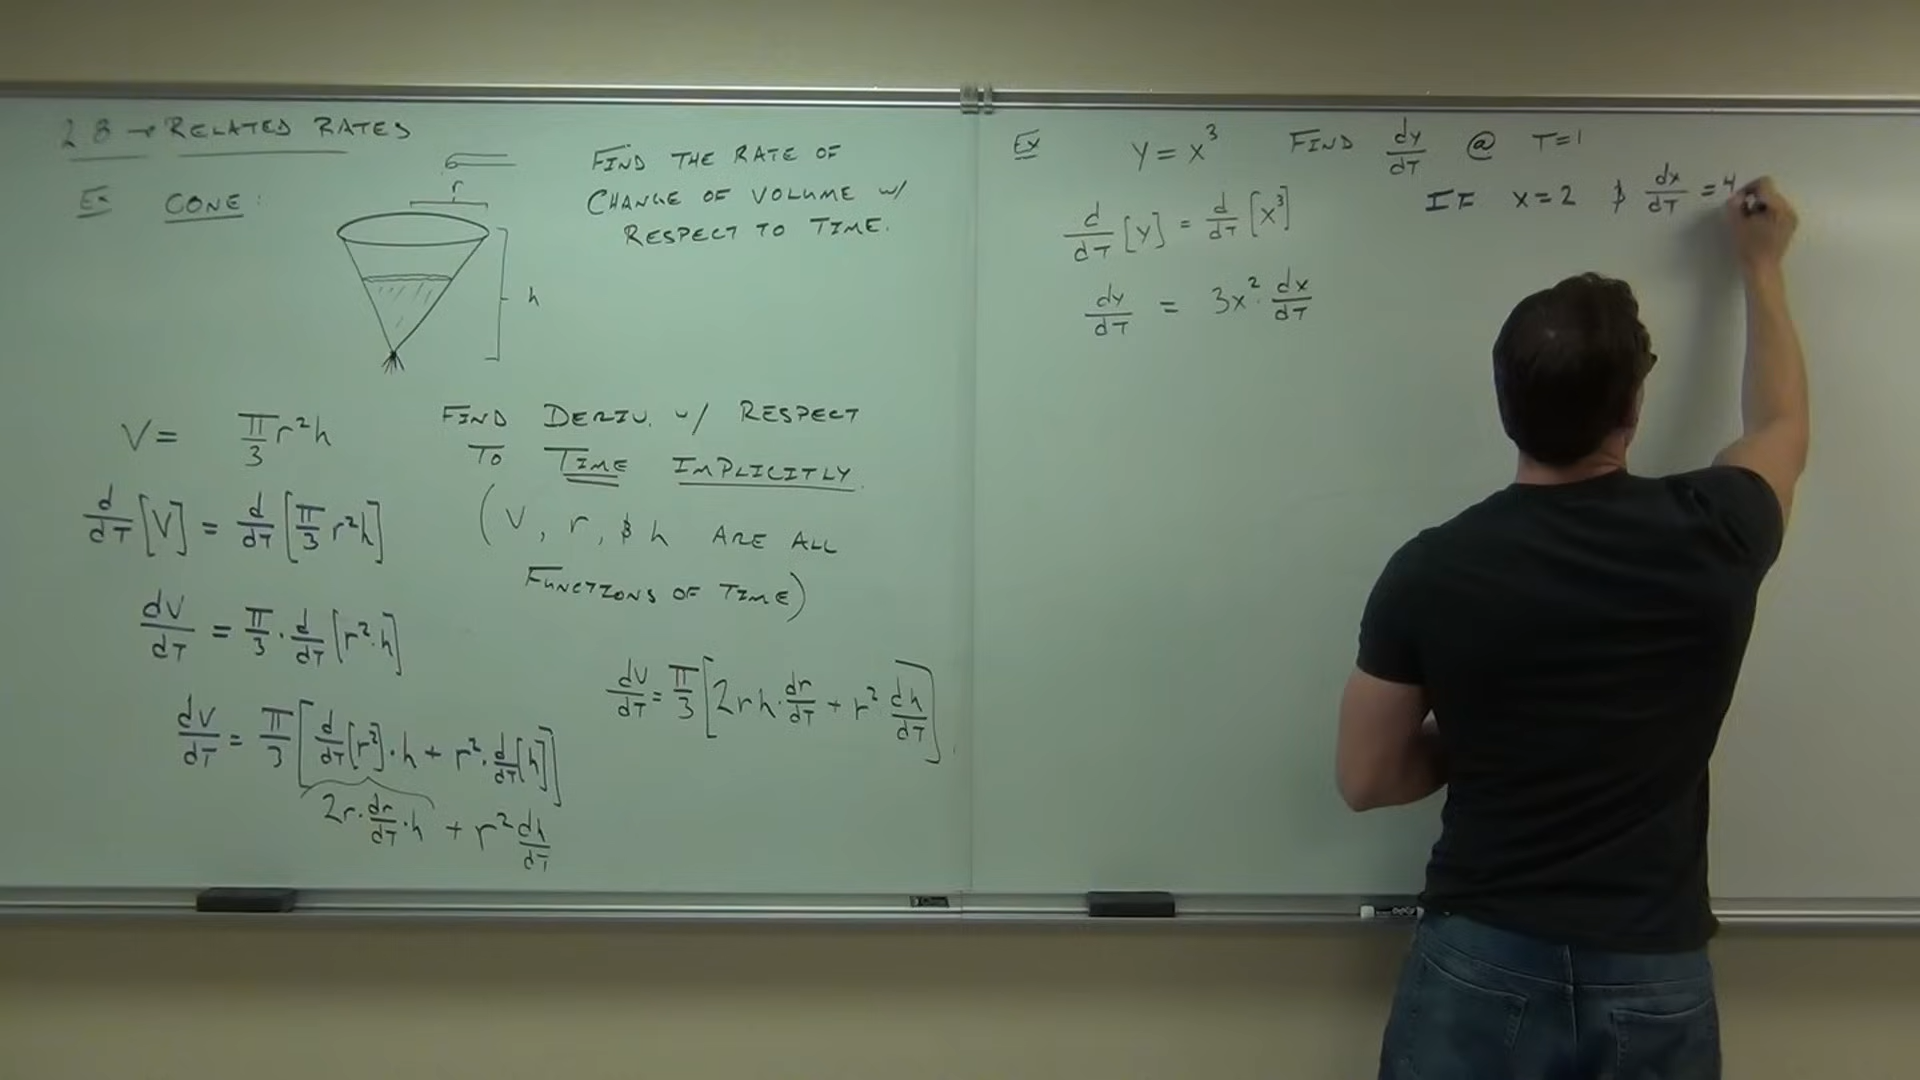 2.8 → RELATED RATES
EX CONE:
r
h
FIND THE RATE OF
CHANGE OF VOLUME w/
RESPECT TO TIME.
V = π/3 r²h
d/dT [V] = d/dT [π/3 r²h]
dV/dT = π/3 · d/dT [r²·h]
dV/dT = π/3 [d/dT [r²]·h + r²·d/dT [h]]
2r·dr/dT·h + r² dh/dT
FIND DERIV. w/ RESPECT
TO TIME IMPLICITLY.
(V, r, & h ARE ALL
FUNCTIONS OF TIME)
dV/dT = π/3 [2rh·dr/dT + r² dh/dT].
EX y = x³ FIND dy/dT @ T=1
IF x=2 & dx/dT = 4
d/dT [y] = d/dT [x³]
dy/dT = 3x²·dx/dT